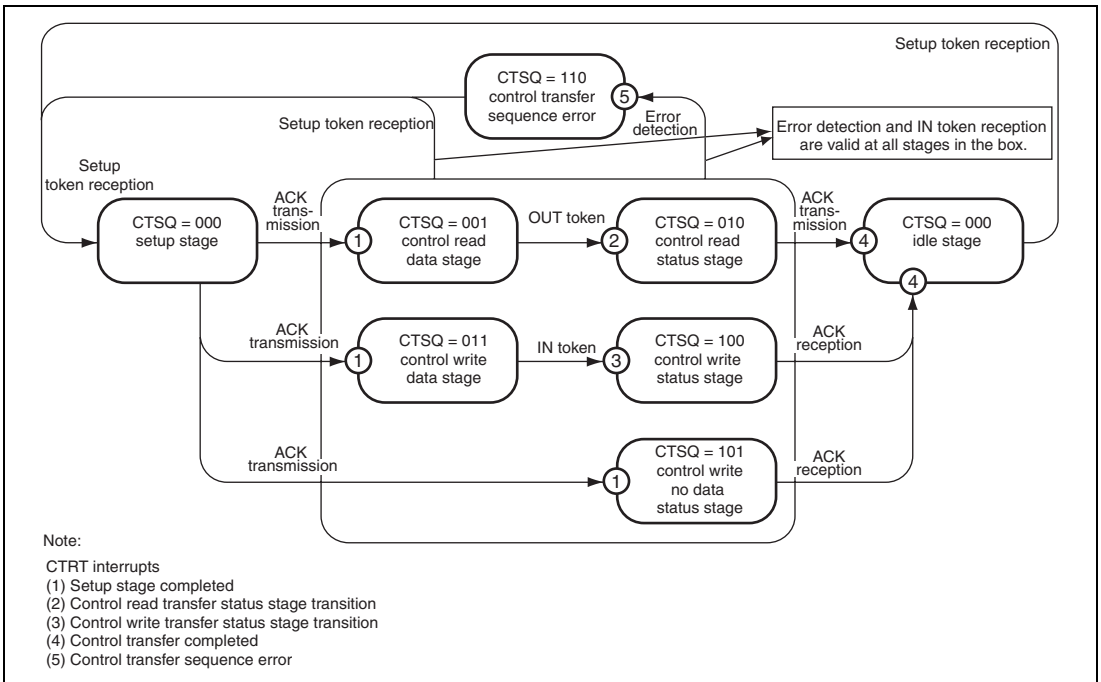 Setup token reception
CTSQ = 110
control transfer
sequence error
5
Error
detection
Setup token reception
Error detection and IN token reception
are valid at all stages in the box.
Setup
token reception
CTSQ = 000
setup stage
ACK
trans-
mission
1
CTSQ = 001
control read
data stage
OUT token
2
CTSQ = 010
control read
status stage
ACK
trans-
mission
4
CTSQ = 000
idle stage
4
ACK
transmission
1
CTSQ = 011
control write
data stage
IN token
3
CTSQ = 100
control write
status stage
ACK
reception
ACK
transmission
1
CTSQ = 101
control write
no data
status stage
ACK
reception
Note:
CTRT interrupts
(1) Setup stage completed
(2) Control read transfer status stage transition
(3) Control write transfer status stage transition
(4) Control transfer completed
(5) Control transfer sequence error